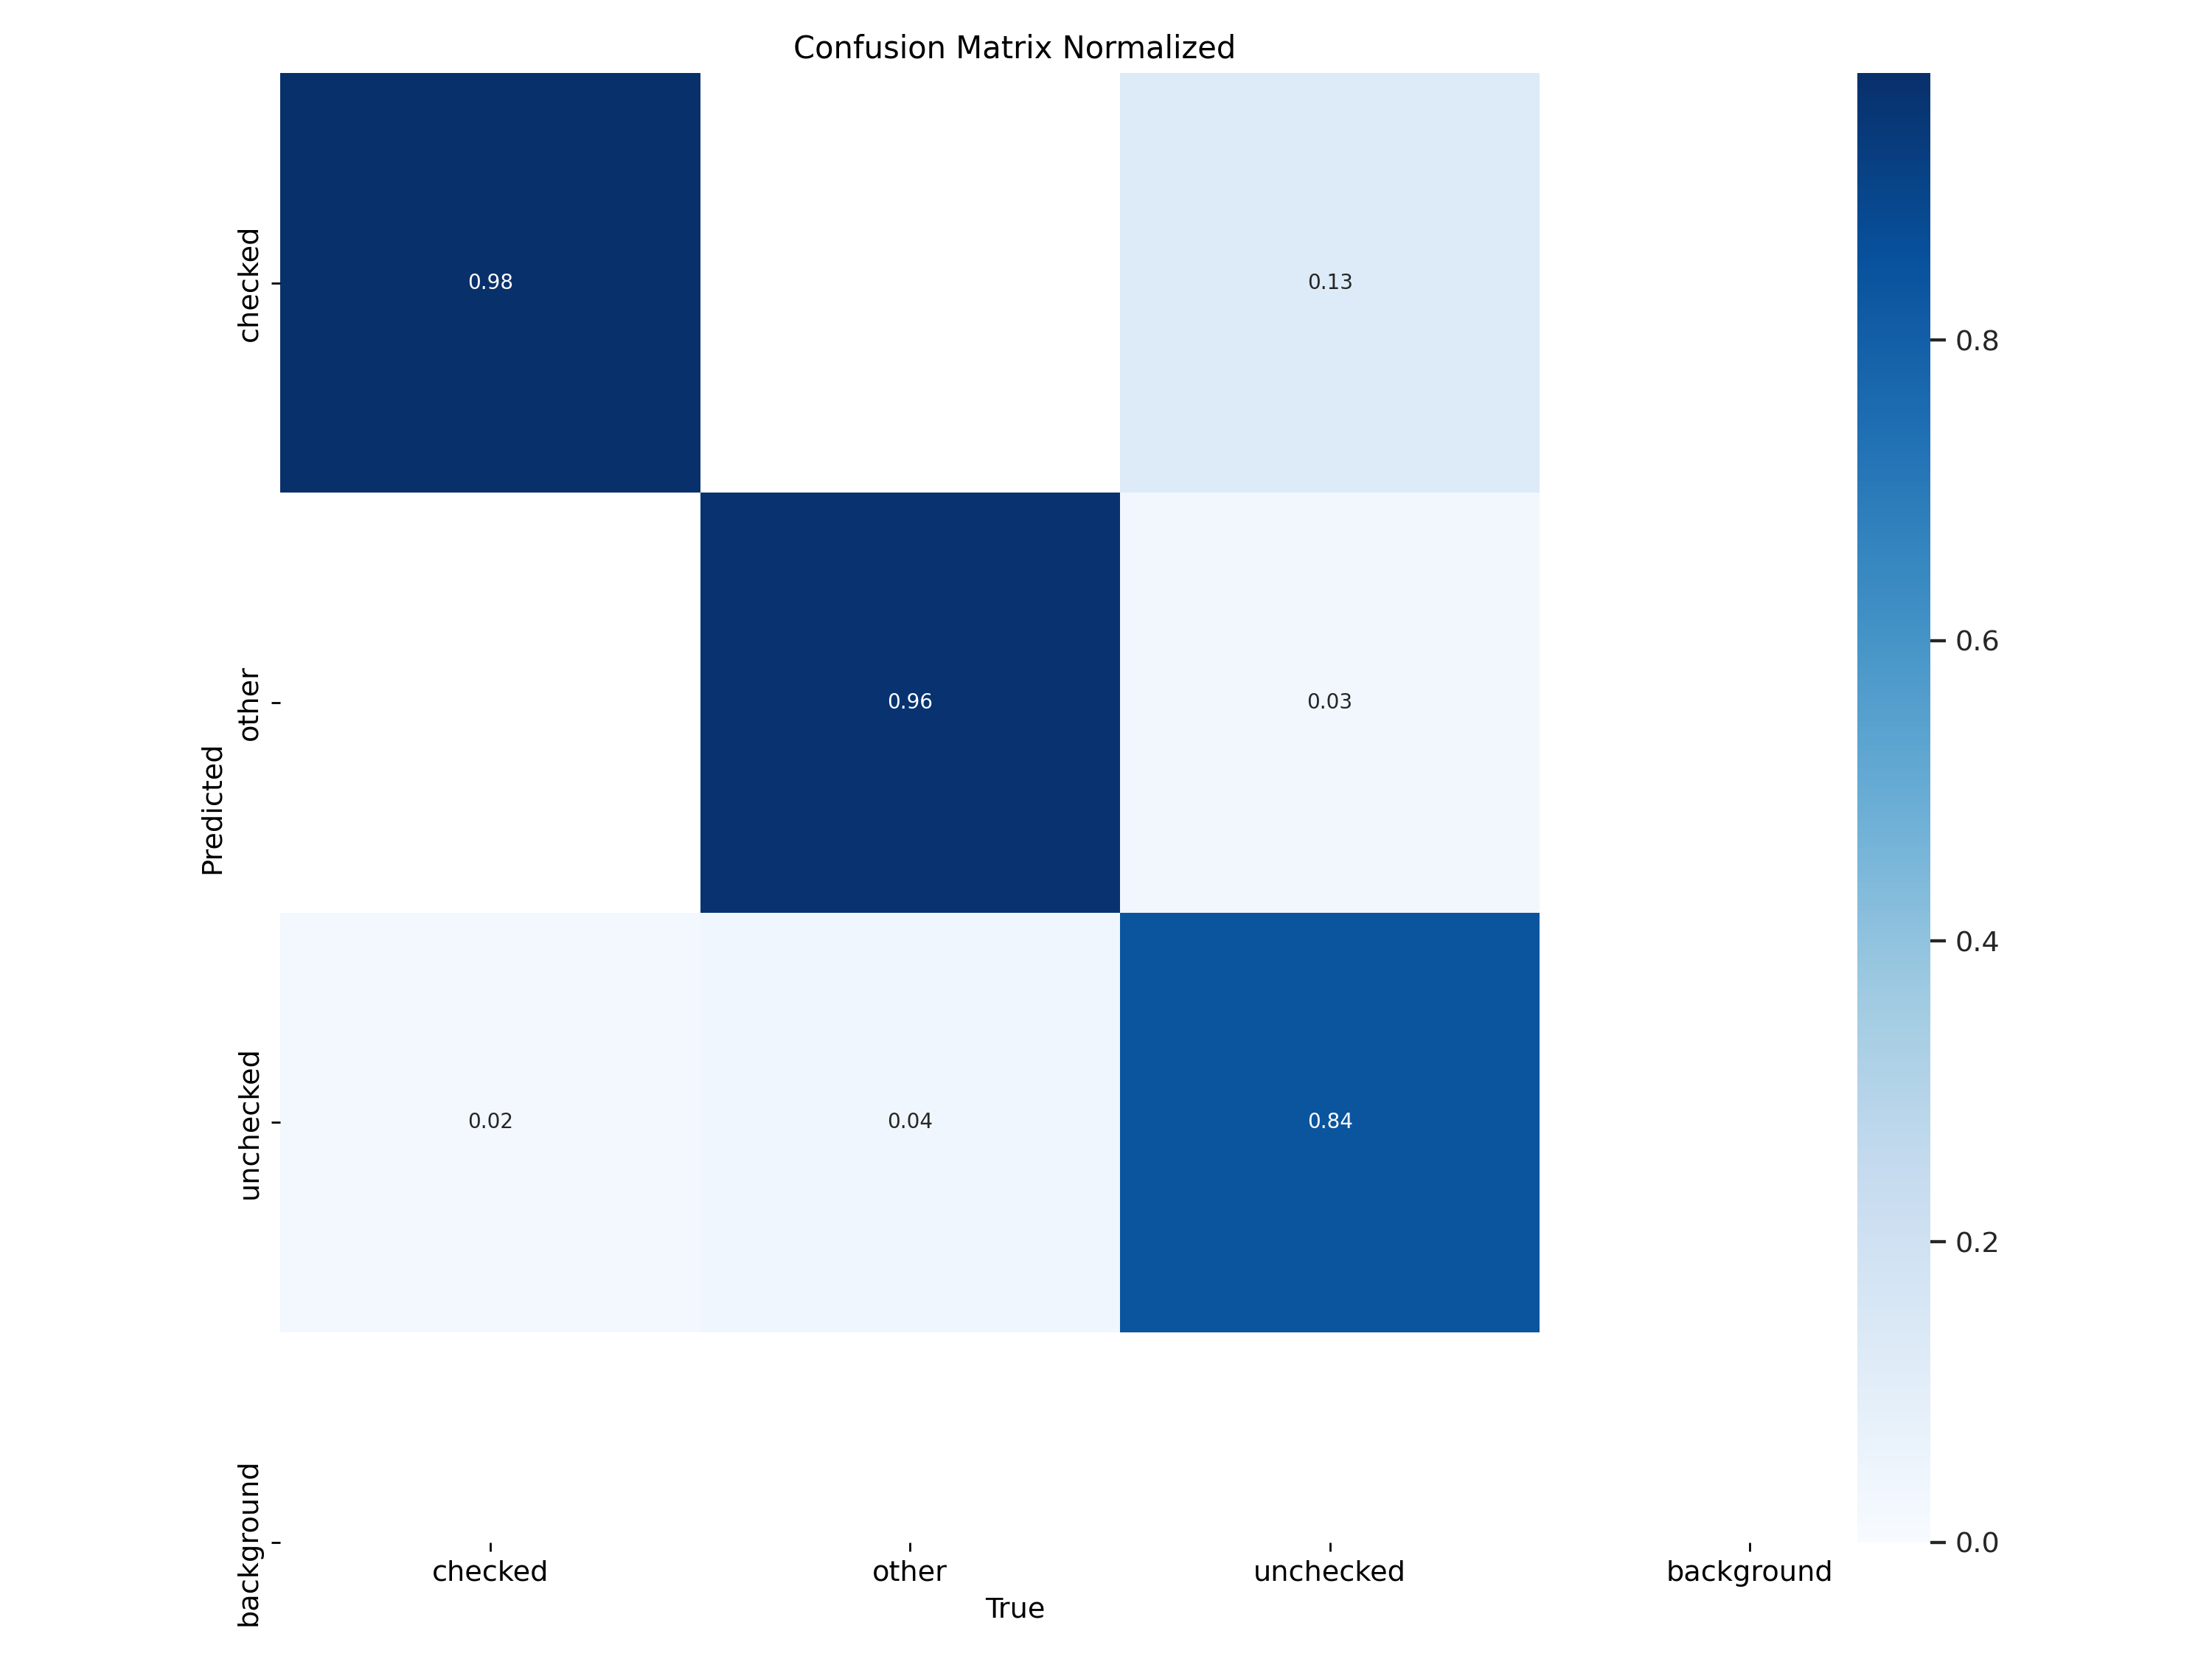 Confusion Matrix Normalized
checked
0.98
0.13
other
0.96
0.03
unchecked
0.02
0.04
0.84
background
Predicted
checked
other
unchecked
background
True
0.8
0.6
0.4
0.2
0.0